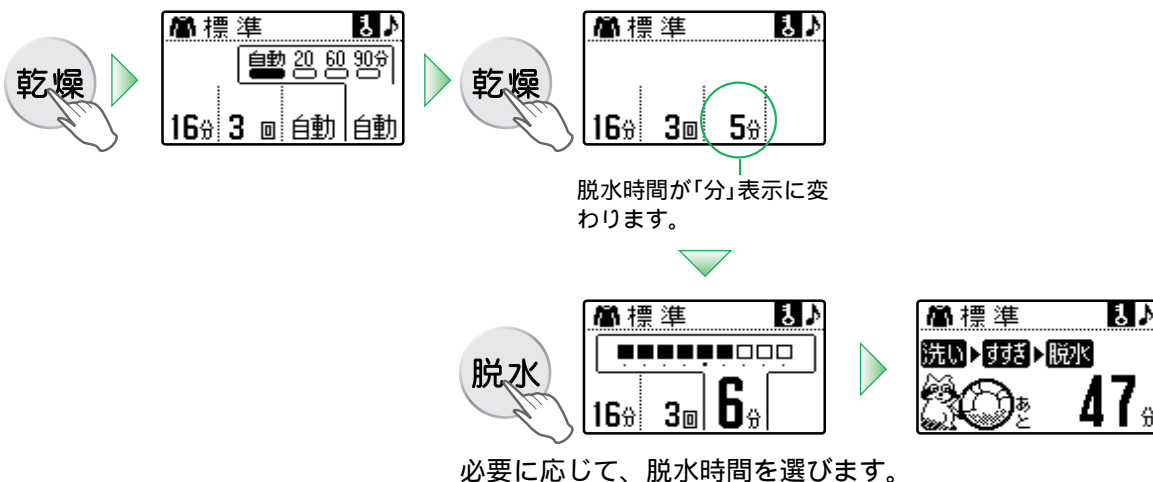 乾燥
標準
自動 20 60 90分
16分 3回 自動 自動
乾燥
標準
16分 3回 5分
脱水時間が「分」表示に変
わります。
脱水
標準
16分 3回 6分
標準
洗い▶すすぎ▶脱水
あと 47分
必要に応じて、脱水時間を選びます。